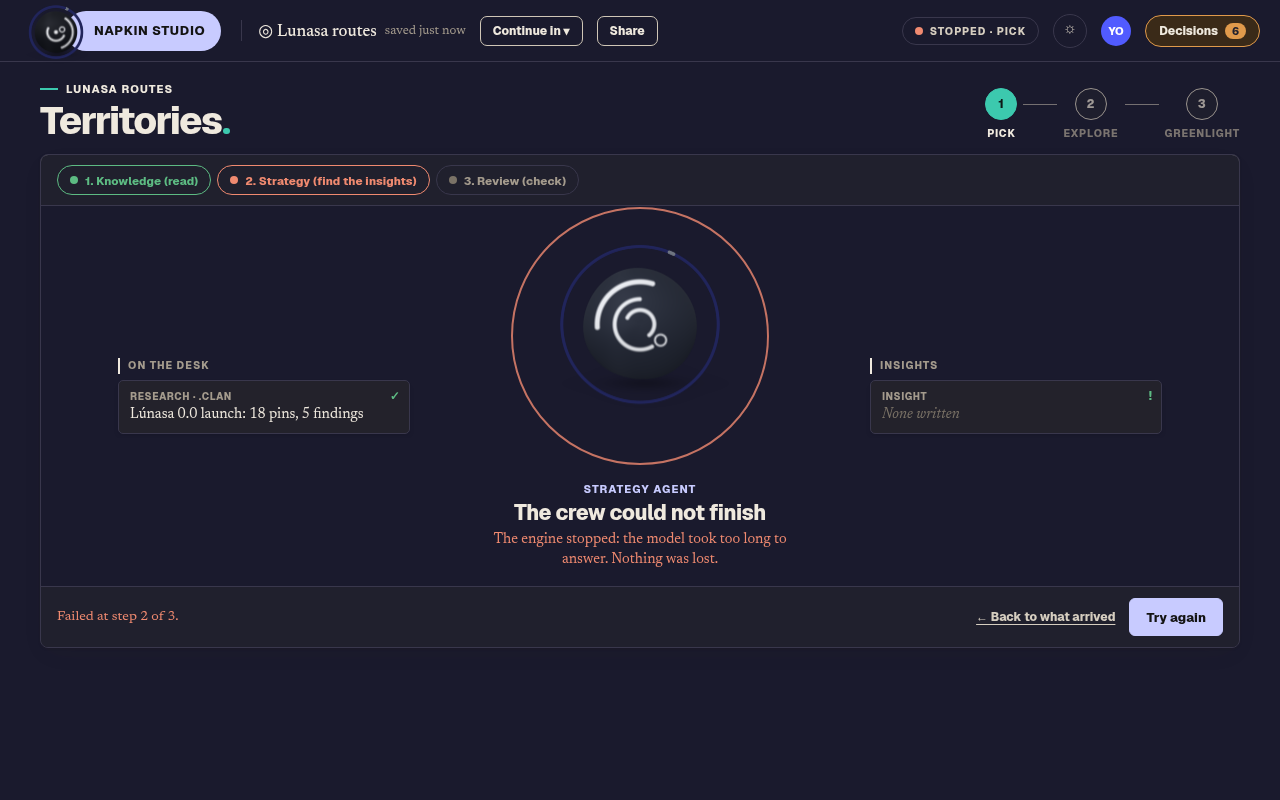 NAPKIN STUDIO
◎ Lunasa routes saved just now Continue in ▾ Share
STOPPED · PICK
YO
Decisions 6
LUNASA ROUTES
Territories.
1 2 3
PICK EXPLORE GREENLIGHT
1. Knowledge (read) 2. Strategy (find the insights) 3. Review (check)
ON THE DESK
RESEARCH · .CLAN ✓
Lúnasa 0.0 launch: 18 pins, 5 findings
INSIGHTS
INSIGHT !
None written
STRATEGY AGENT
The crew could not finish
The engine stopped: the model took too long to
answer. Nothing was lost.
Failed at step 2 of 3.
← Back to what arrived
Try again